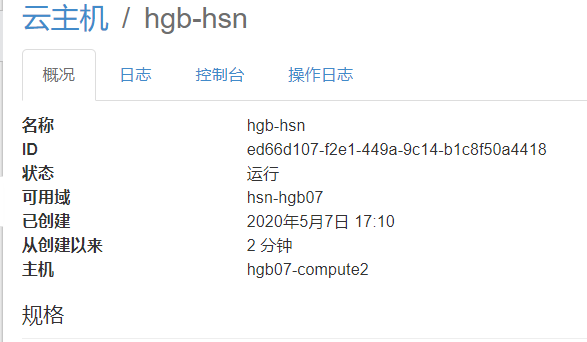 云主机 / hgb-hsn
概况 日志 控制台 操作日志
名称 hgb-hsn
ID ed66d107-f2e1-449a-9c14-b1c8f50a4418
状态 运行
可用域 hsn-hgb07
已创建 2020年5月7日 17:10
从创建以来 2 分钟
主机 hgb07-compute2
规格